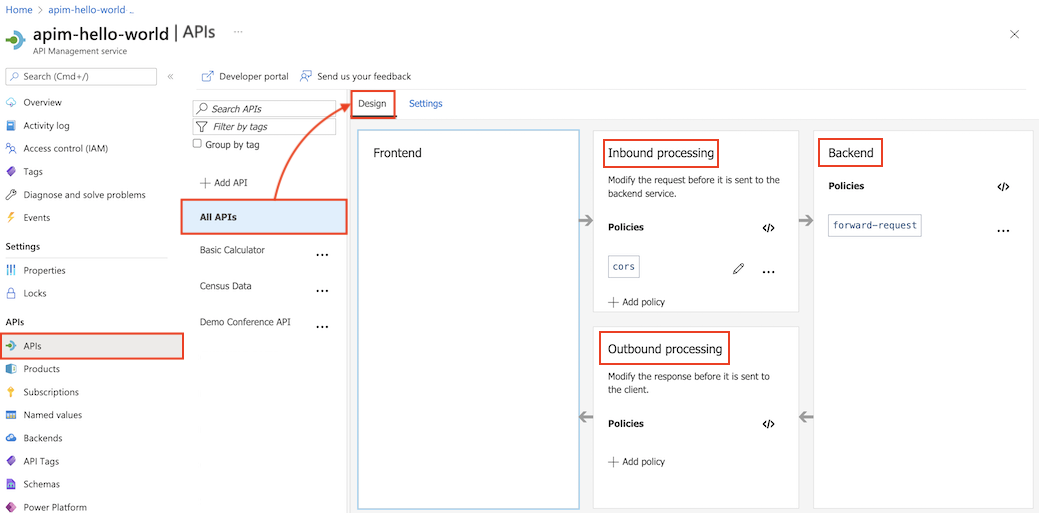 Home > apim-hello-world- ..
apim-hello-world | APIs ...
API Management service
Search (Cmd+/)
«
Overview
Activity log
Access control (IAM)
Tags
Diagnose and solve problems
Events
Settings
Properties
Locks
APIs
APIs
Products
Subscriptions
Named values
Backends
API Tags
Schemas
Power Platform
Developer portal
Send us your feedback
Search APIs
Filter by tags
Group by tag
Add API
All APIs
Basic Calculator ...
Census Data ...
Demo Conference API ...
Design
Settings
Frontend
Inbound processing
Modify the request before it is sent to the
backend service.
Policies </>
cors ...
Add policy
Outbound processing
Modify the response before it is sent to
the client.
Policies </>
Add policy
Backend
Policies </>
forward-request ...